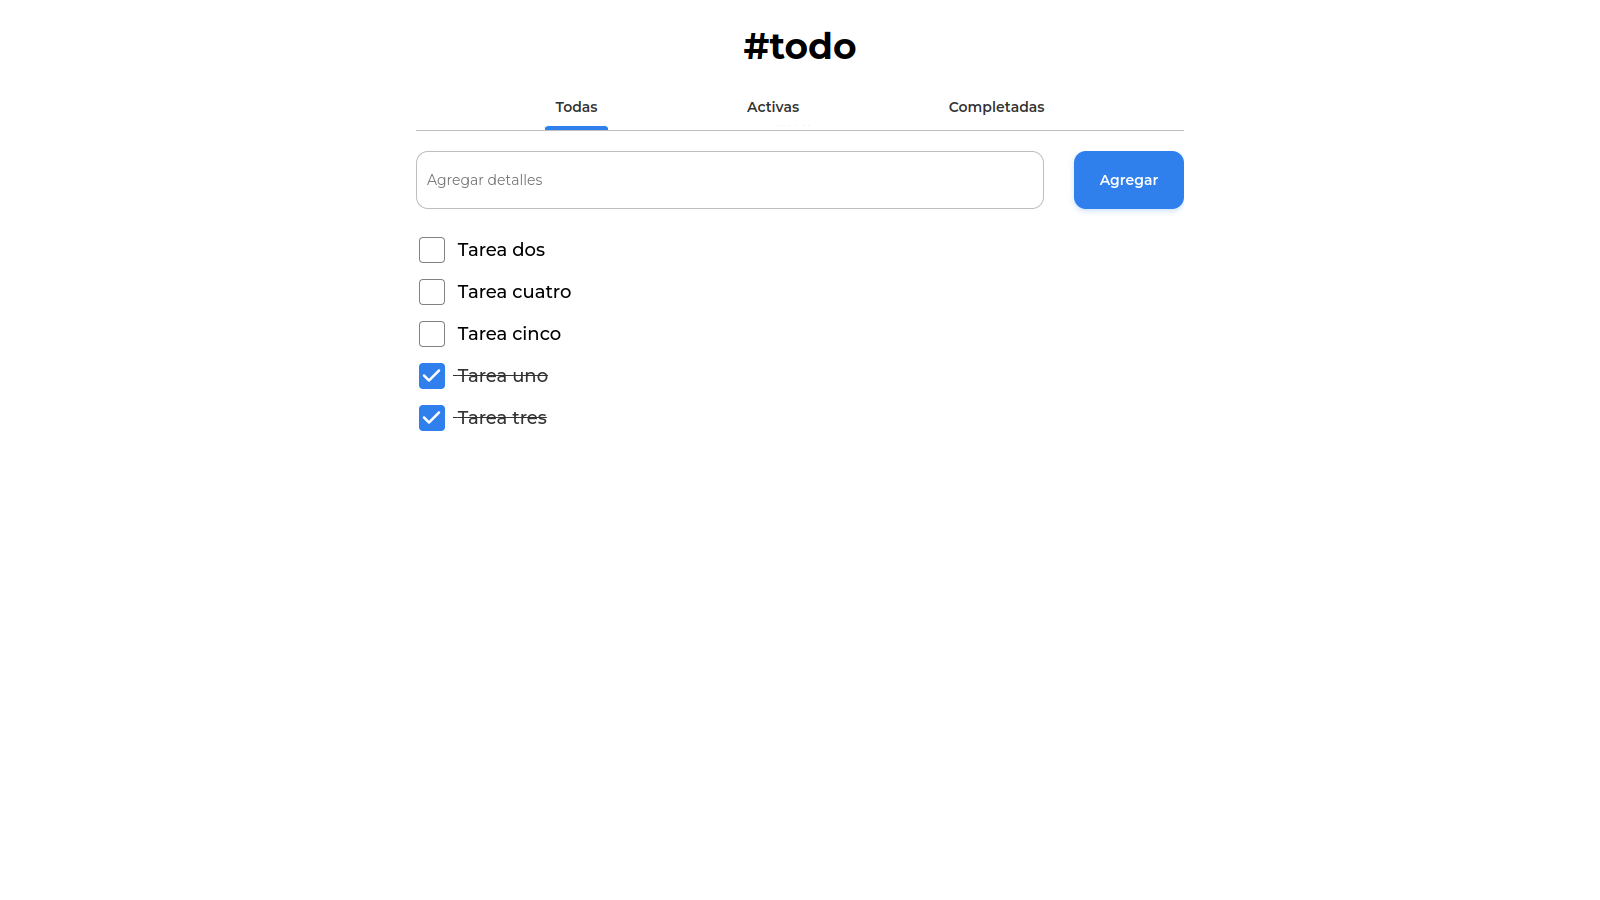 #todo
Todas Activas Completadas
Agregar detalles Agregar
Tarea dos
Tarea cuatro
Tarea cinco
Tarea uno
Tarea tres